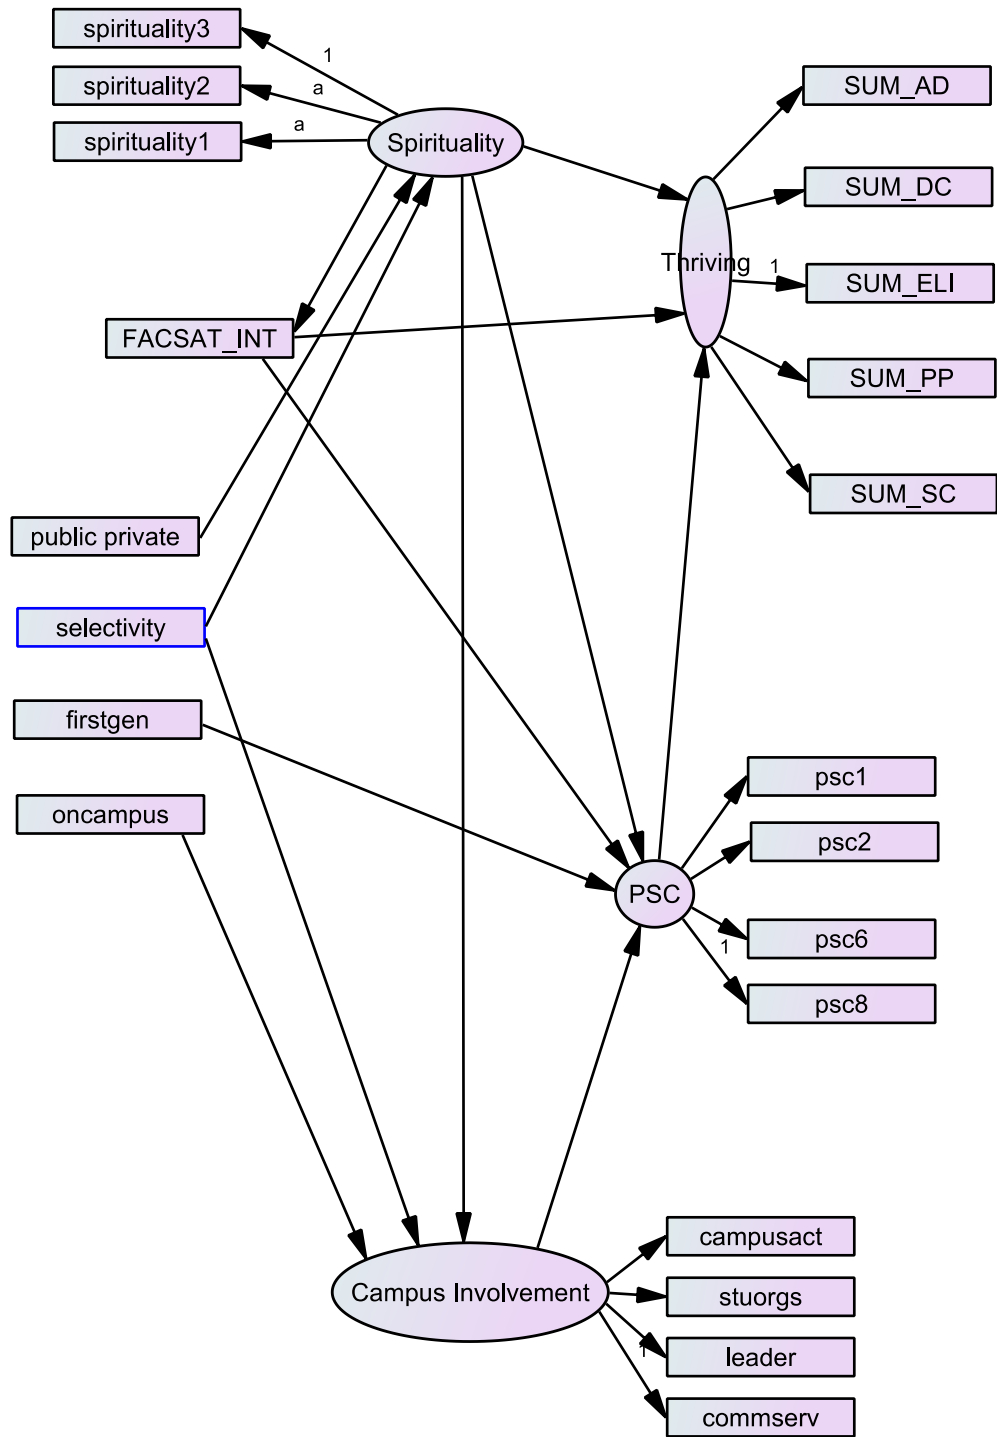 spirituality3
1
spirituality2
a
spirituality1
a
Spirituality
SUM_AD
SUM_DC
Thriving
1
SUM_ELI
FACSAT_INT
SUM_PP
SUM_SC
public private
selectivity
firstgen
oncampus
psc1
psc2
PSC
psc6
1
psc8
campusact
Campus Involvement
stuorgs
1
leader
commserv